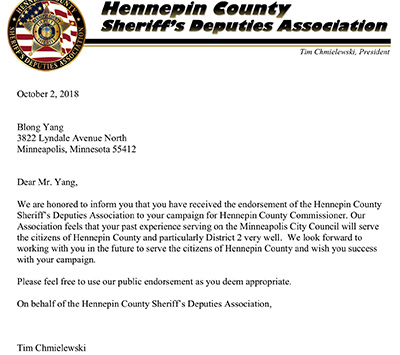 HENNEPIN COUNTY
SHERIFF'S DEPUTIES ASSOCIATION
Hennepin County
Sheriff's Deputies Association
Tim Chmielewski, President
October 2, 2018
Blong Yang
3822 Lyndale Avenue North
Minneapolis, Minnesota 55412
Dear Mr. Yang,
We are honored to inform you that you have received the endorsement of the Hennepin County
Sheriff's Deputies Association to your campaign for Hennepin County Commissioner. Our
Association feels that your past experience serving on the Minneapolis City Council will serve
the citizens of Hennepin County and particularly District 2 very well.  We look forward to
working with you in the future to serve the citizens of Hennepin County and wish you success
with your campaign.
Please feel free to use our public endorsement as you deem appropriate.
On behalf of the Hennepin County Sheriff's Deputies Association,
Tim Chmielewski